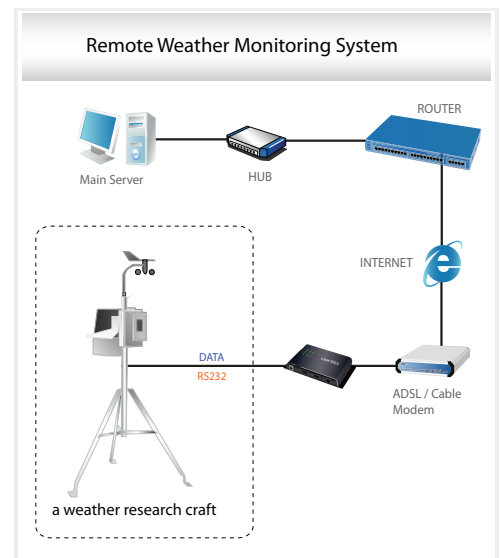 Remote Weather Monitoring System
ROUTER
Main Server
HUB
INTERNET
DATA
RS232
ADSL / Cable
Modem
a weather research craft